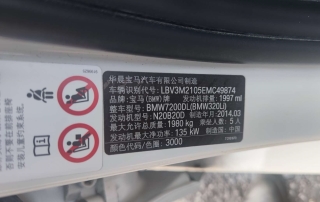 华晨宝马汽车有限公司制造
车辆识别代号: LBV3M2105EMC49874
品牌: 宝马(BMW)牌 发动机排量: 1997 ml
整车型号: BMW7200DL(BMW320Li)
发动机型号: N20B20D 制造年月: 2014.03
最大允许总质量: 1980 kg 乘坐人数: 5 人
发动机最大净功率: 135 kW 制造国: 中国
颜色代码/色圈: 3000